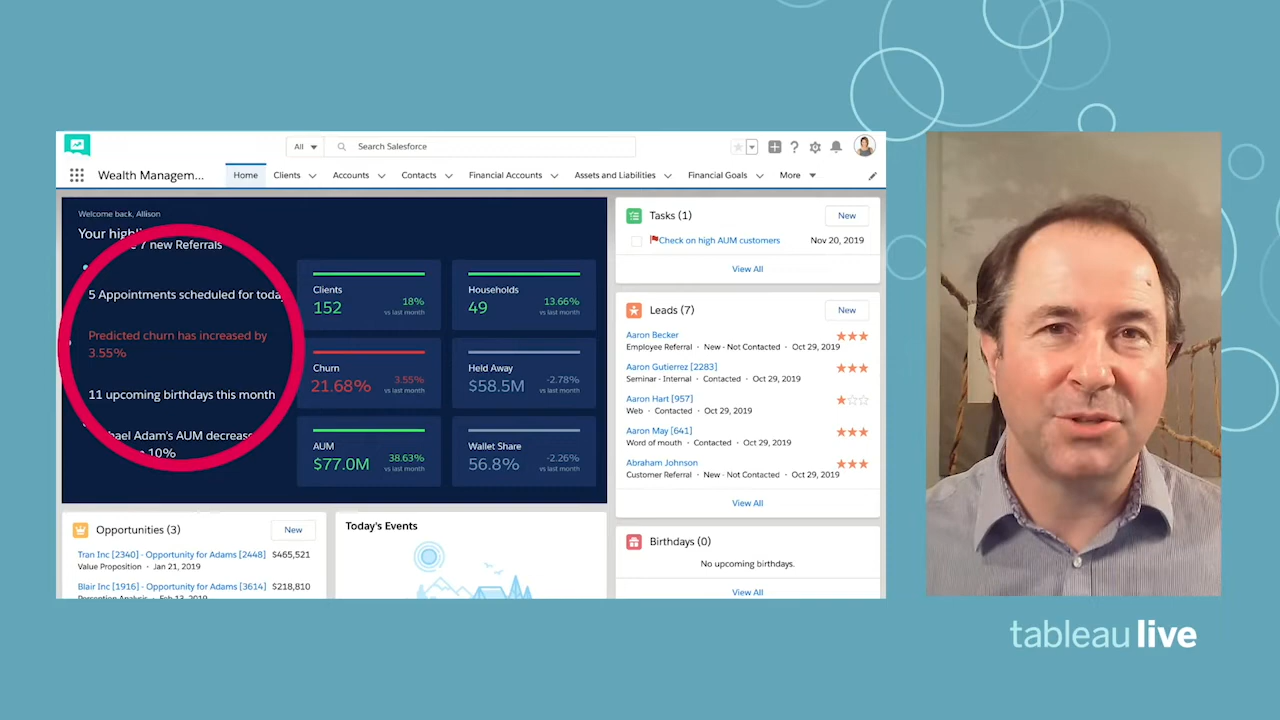 All
Search Salesforce
Wealth Managem...
Home
Clients
Accounts
Contacts
Financial Accounts
Assets and Liabilities
Financial Goals
More
Welcome back, Allison
Your highli
7 new Referrals
5 Appointments scheduled for toda
Predicted churn has increased by
3.55%
11 upcoming birthdays this month
hael Adam's AUM decreas
10%
Clients
152
18%
vs last month
Households
49
13.66%
vs last month
Churn
21.68%
3.55%
vs last month
Held Away
$58.5M
-2.78%
vs last month
AUM
$77.0M
38.63%
vs last month
Wallet Share
56.8%
-2.26%
vs last month
Opportunities (3)
New
Tran Inc [2340] - Opportunity for Adams [2448] $465,521
Value Proposition • Jan 21, 2019
Blair Inc [1916] - Opportunity for Adams [3614] $218,810
Perception Analysis • Feb 13, 2019
Today's Events
Tasks (1)
New
Check on high AUM customers Nov 20, 2019
View All
Leads (7)
New
Aaron Becker
Employee Referral • New - Not Contacted • Oct 29, 2019
Aaron Gutierrez [2283]
Seminar - Internal • Contacted • Oct 29, 2019
Aaron Hart [957]
Web • Contacted • Oct 29, 2019
Aaron May [641]
Word of mouth • Contacted • Oct 29, 2019
Abraham Johnson
Customer Referral • New - Not Contacted • Oct 29, 2019
View All
Birthdays (0)
No upcoming birthdays.
View All
tableau live